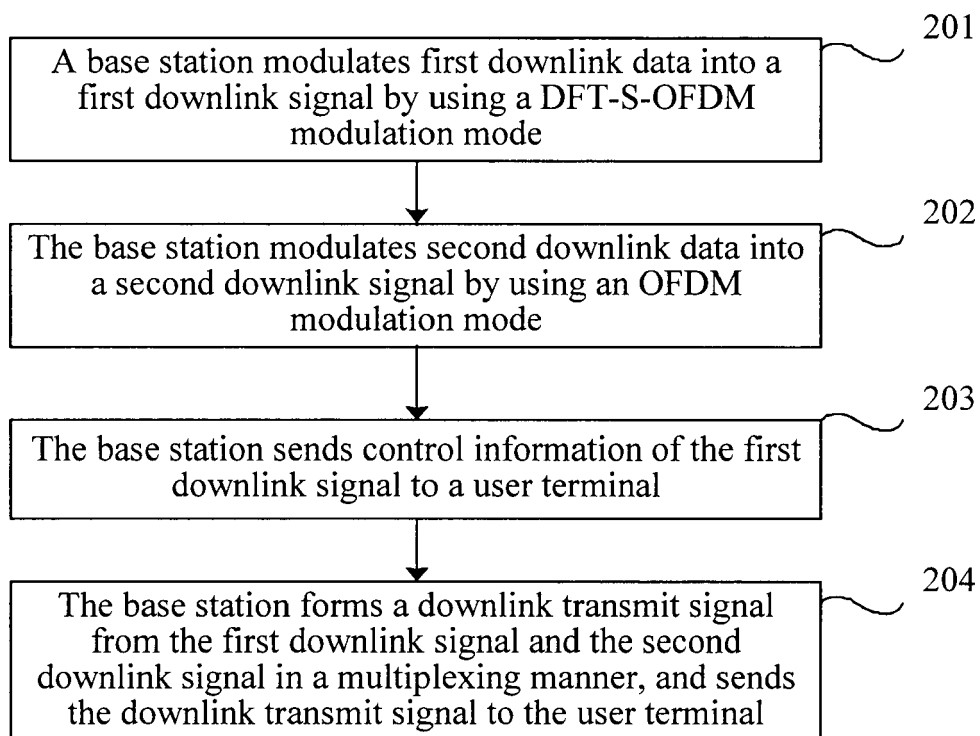 201
A base station modulates first downlink data into a
first downlink signal by using a DFT-S-OFDM
modulation mode
202
The base station modulates second downlink data into
a second downlink signal by using an OFDM
modulation mode
203
The base station sends control information of the first
downlink signal to a user terminal
204
The base station forms a downlink transmit signal
from the first downlink signal and the second
downlink signal in a multiplexing manner, and sends
the downlink transmit signal to the user terminal